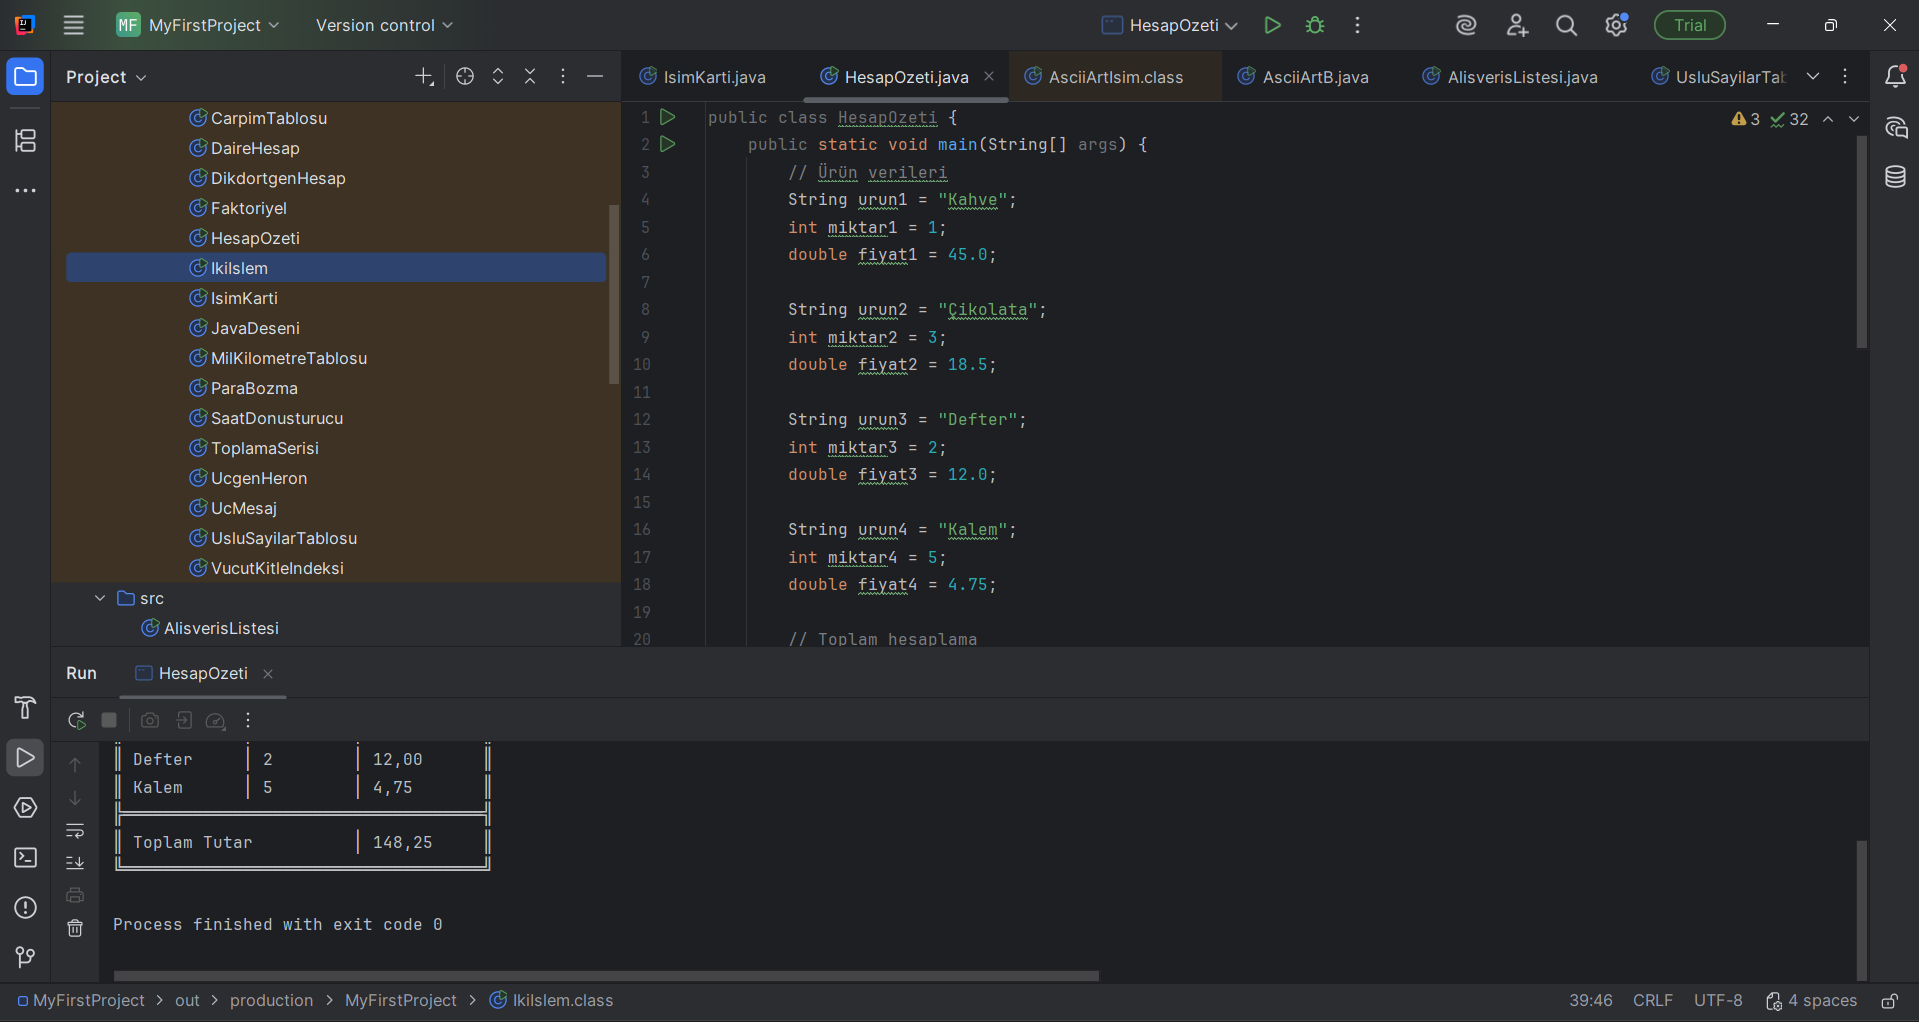 MF MyFirstProject Version control HesapOzeti Trial
Project
CarpimTablosu
DaireHesap
DikdortgenHesap
Faktoriyel
HesapOzeti
IkiIslem
IsimKarti
JavaDeseni
MilKilometreTablosu
ParaBozma
SaatDonusturucu
ToplamaSerisi
UcgenHeron
UcMesaj
UsluSayilarTablosu
VucutKitleIndeksi
src
AlisverisListesi
IsimKarti.java HesapOzeti.java AsciiArtIsim.class AsciiArtB.java AlisverisListesi.java UsluSayilarTab
3 32
1 public class HesapOzeti {
2 public static void main(String[] args) {
3 // Ürün verileri
4 String urun1 = "Kahve";
5 int miktar1 = 1;
6 double fiyat1 = 45.0;
7
8 String urun2 = "Çikolata";
9 int miktar2 = 3;
10 double fiyat2 = 18.5;
11
12 String urun3 = "Defter";
13 int miktar3 = 2;
14 double fiyat3 = 12.0;
15
16 String urun4 = "Kalem";
17 int miktar4 = 5;
18 double fiyat4 = 4.75;
19
20 // Toplam hesaplama
Run HesapOzeti
║ Defter │ 2 │ 12,00 ║
║ Kalem │ 5 │ 4,75 ║
╠═════════════════════════════════════╣
║ Toplam Tutar │ 148,25 ║
╚═════════════════════════════════════╝
Process finished with exit code 0
MyFirstProject > out > production > MyFirstProject > IkiIslem.class 39:46 CRLF UTF-8 4 spaces